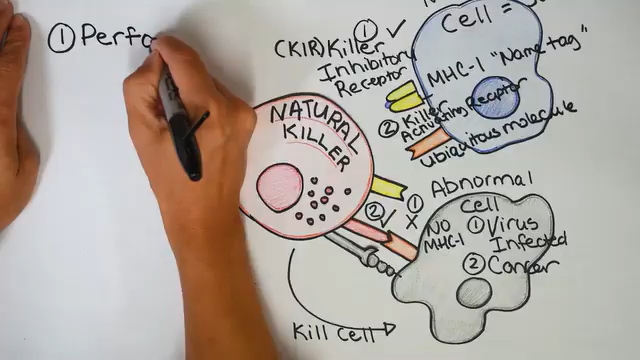 ① Perfo
① ✓
(KIR) Killer
Inhibitory
Receptor
Cell =
MHC-1 "Name tag"
② Killer
Activating Receptor
Ubiquitous molecule
NATURAL
KILLER
② ✓
① X
Abnormal
Cell
NO
MHC-1
① Virus
Infected
② Cancer
Kill Cell